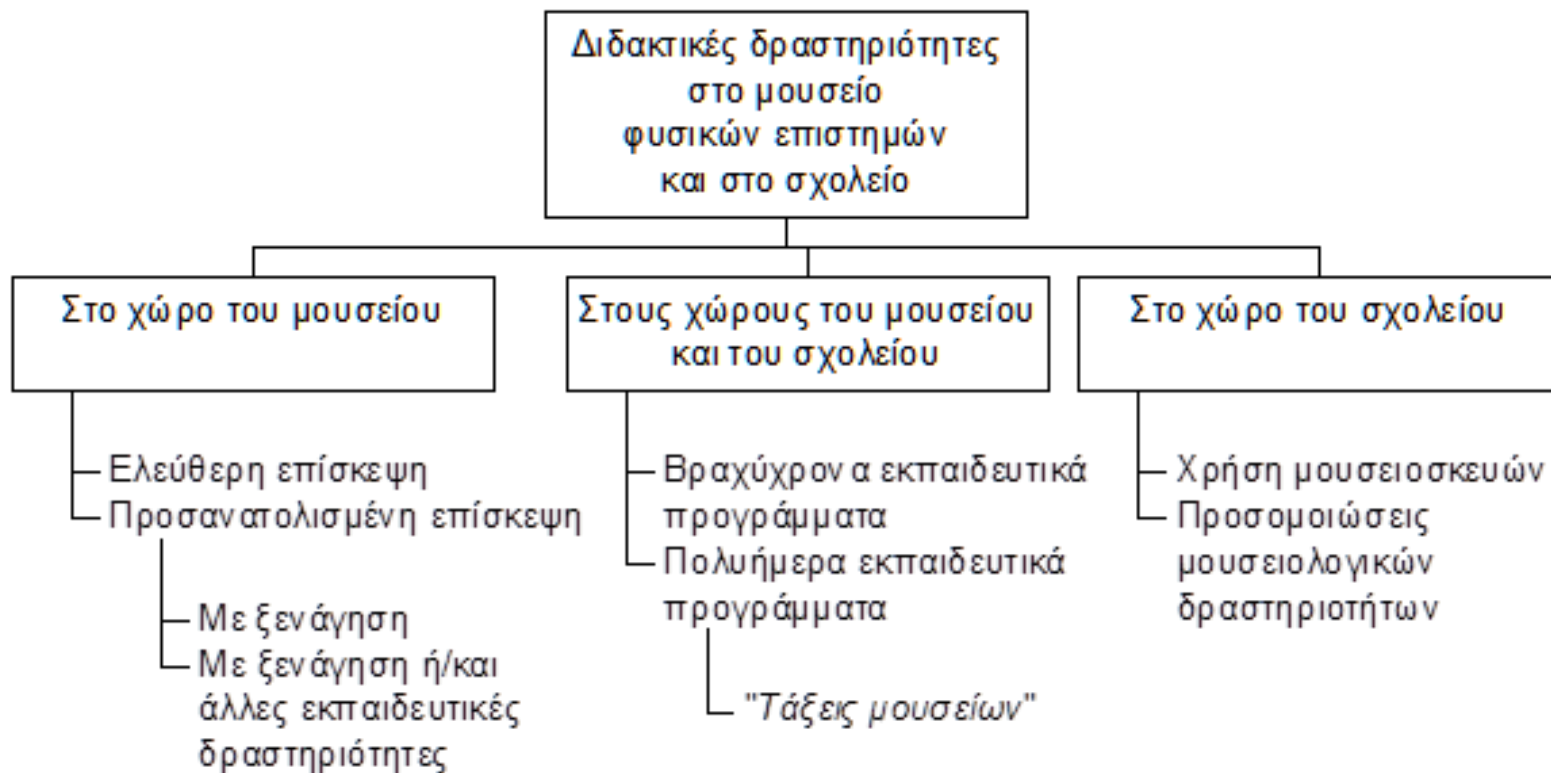 Διδακτικές δραστηριότητες
στο μουσείο
φυσικών επιστημών
και στο σχολείο
Στο χώρο του μουσείου
Στους χώρους του μουσείου
και του σχολείου
Στο χώρο του σχολείου
Ελεύθερη επίσκεψη
Προσανατολισμένη επίσκεψη
Με ξενάγηση
Με ξενάγηση ή/και
άλλες εκπαιδευτικές
δραστηριότητες
Βραχύχρον α εκπαιδευτικά
προγράμματα
Πολυήμερα εκπαιδευτικά
προγράμματα
"Τάξεις μουσείων"
Χρήση μουσειοσκευών
Προσομοιώσεις
μουσειολογικών
δραστηριοτήτων